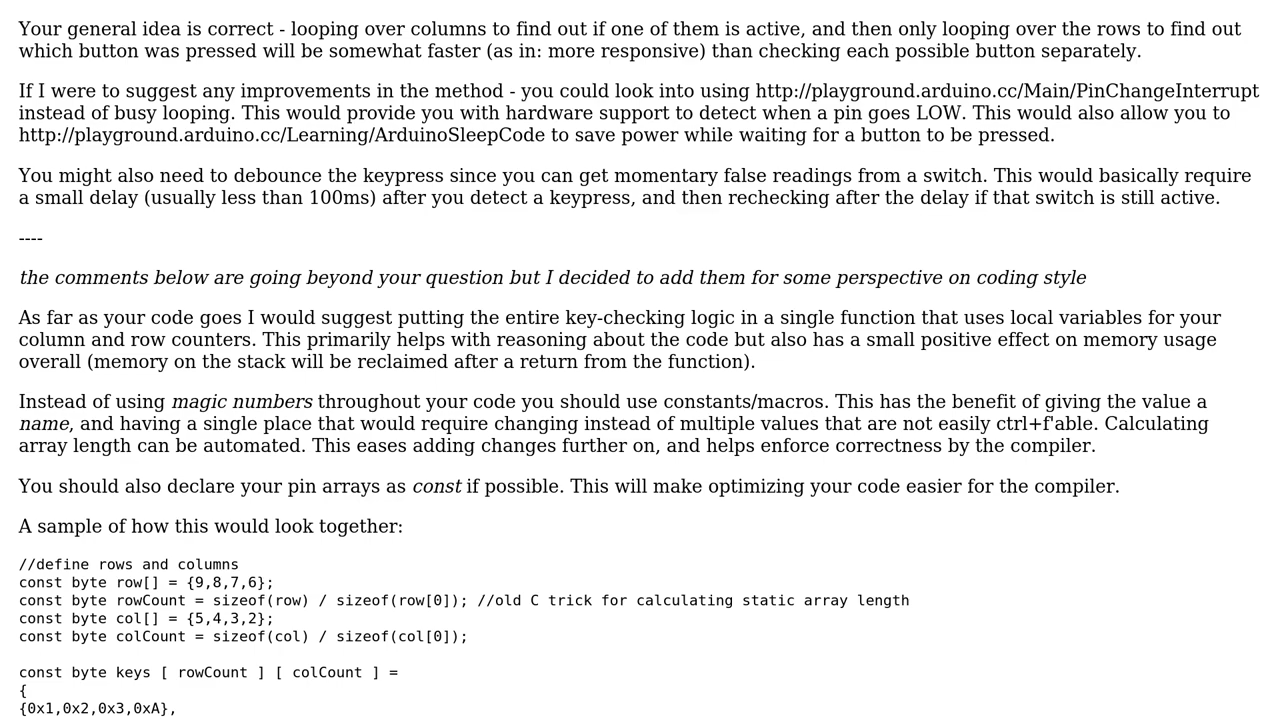 Your general idea is correct - looping over columns to find out if one of them is active, and then only looping over the rows to find out
which button was pressed will be somewhat faster (as in: more responsive) than checking each possible button separately.
If I were to suggest any improvements in the method - you could look into using http://playground.arduino.cc/Main/PinChangeInterrupt
instead of busy looping. This would provide you with hardware support to detect when a pin goes LOW. This would also allow you to
http://playground.arduino.cc/Learning/ArduinoSleepCode to save power while waiting for a button to be pressed.
You might also need to debounce the keypress since you can get momentary false readings from a switch. This would basically require
a small delay (usually less than 100ms) after you detect a keypress, and then rechecking after the delay if that switch is still active.
----
the comments below are going beyond your question but I decided to add them for some perspective on coding style
As far as your code goes I would suggest putting the entire key-checking logic in a single function that uses local variables for your
column and row counters. This primarily helps with reasoning about the code but also has a small positive effect on memory usage
overall (memory on the stack will be reclaimed after a return from the function).
Instead of using magic numbers throughout your code you should use constants/macros. This has the benefit of giving the value a
name, and having a single place that would require changing instead of multiple values that are not easily ctrl+f'able. Calculating
array length can be automated. This eases adding changes further on, and helps enforce correctness by the compiler.
You should also declare your pin arrays as const if possible. This will make optimizing your code easier for the compiler.
A sample of how this would look together:
//define rows and columns
const byte row[] = {9,8,7,6};
const byte rowCount = sizeof(row) / sizeof(row[0]); //old C trick for calculating static array length
const byte col[] = {5,4,3,2};
const byte colCount = sizeof(col) / sizeof(col[0]);
const byte keys [ rowCount ] [ colCount ] =
{
{0x1,0x2,0x3,0xA},